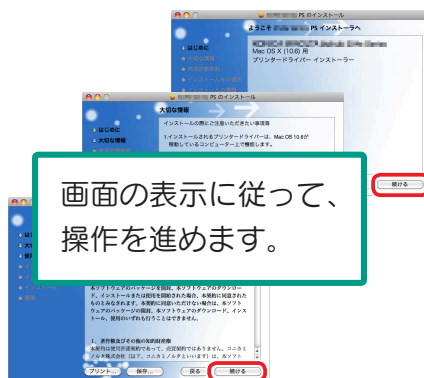 PS のインストール
ようこそ PS インストーラへ
はじめに
Mac OS X (10.6) 用
プリンタードライバー インストーラー
PS のインストール
大切な情報
はじめに
大切な情報
インストールの際にご注意いただきたい事項等
1.インストールされるプリンタードライバーは、Mac OS 10.6が
稼動しているコンピューター上で機能します。
続ける
画面の表示に従って、
操作を進めます。
本ソフトウェアのパッケージを開封、本ソフトウェアのダウンロー
ド、インストールまたは使用を開始された場合、本規約に同意された
ものとみなされます。本規約に同意いただけない場合は、本ソフト
ウェアのパッケージの開封、本ソフトウェアのダウンロード、インス
トール、使用のいずれも行うことはできません。
1、著作権及びその他の知的財産権
本契約は使用許諾契約であって、売買契約ではありません。コニカミ
ノルタ株式会社（以下、コニカミノルタといいます）は、本ソフト
プリント...
保存...
戻る
続ける